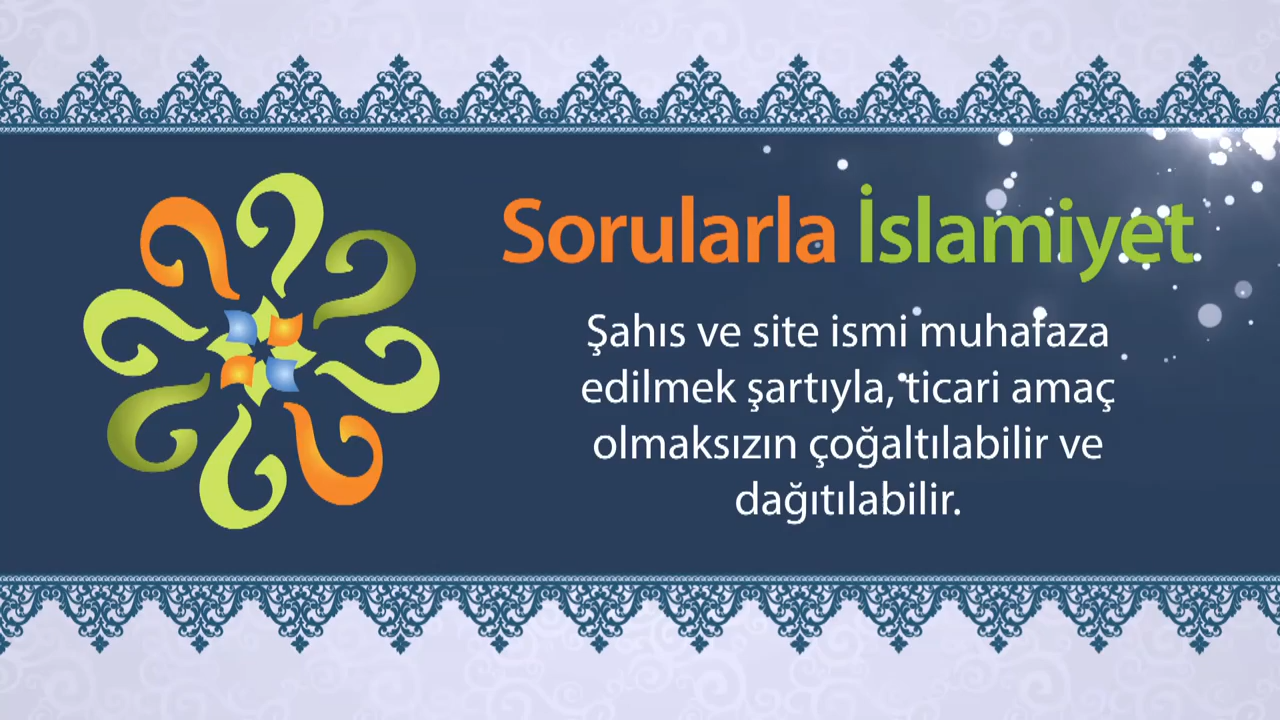 Sorularla İslamiyet
Şahıs ve site ismi muhafaza
edilmek şartıyla, ticari amaç
olmaksızın çoğaltılabilir ve
dağıtılabilir.